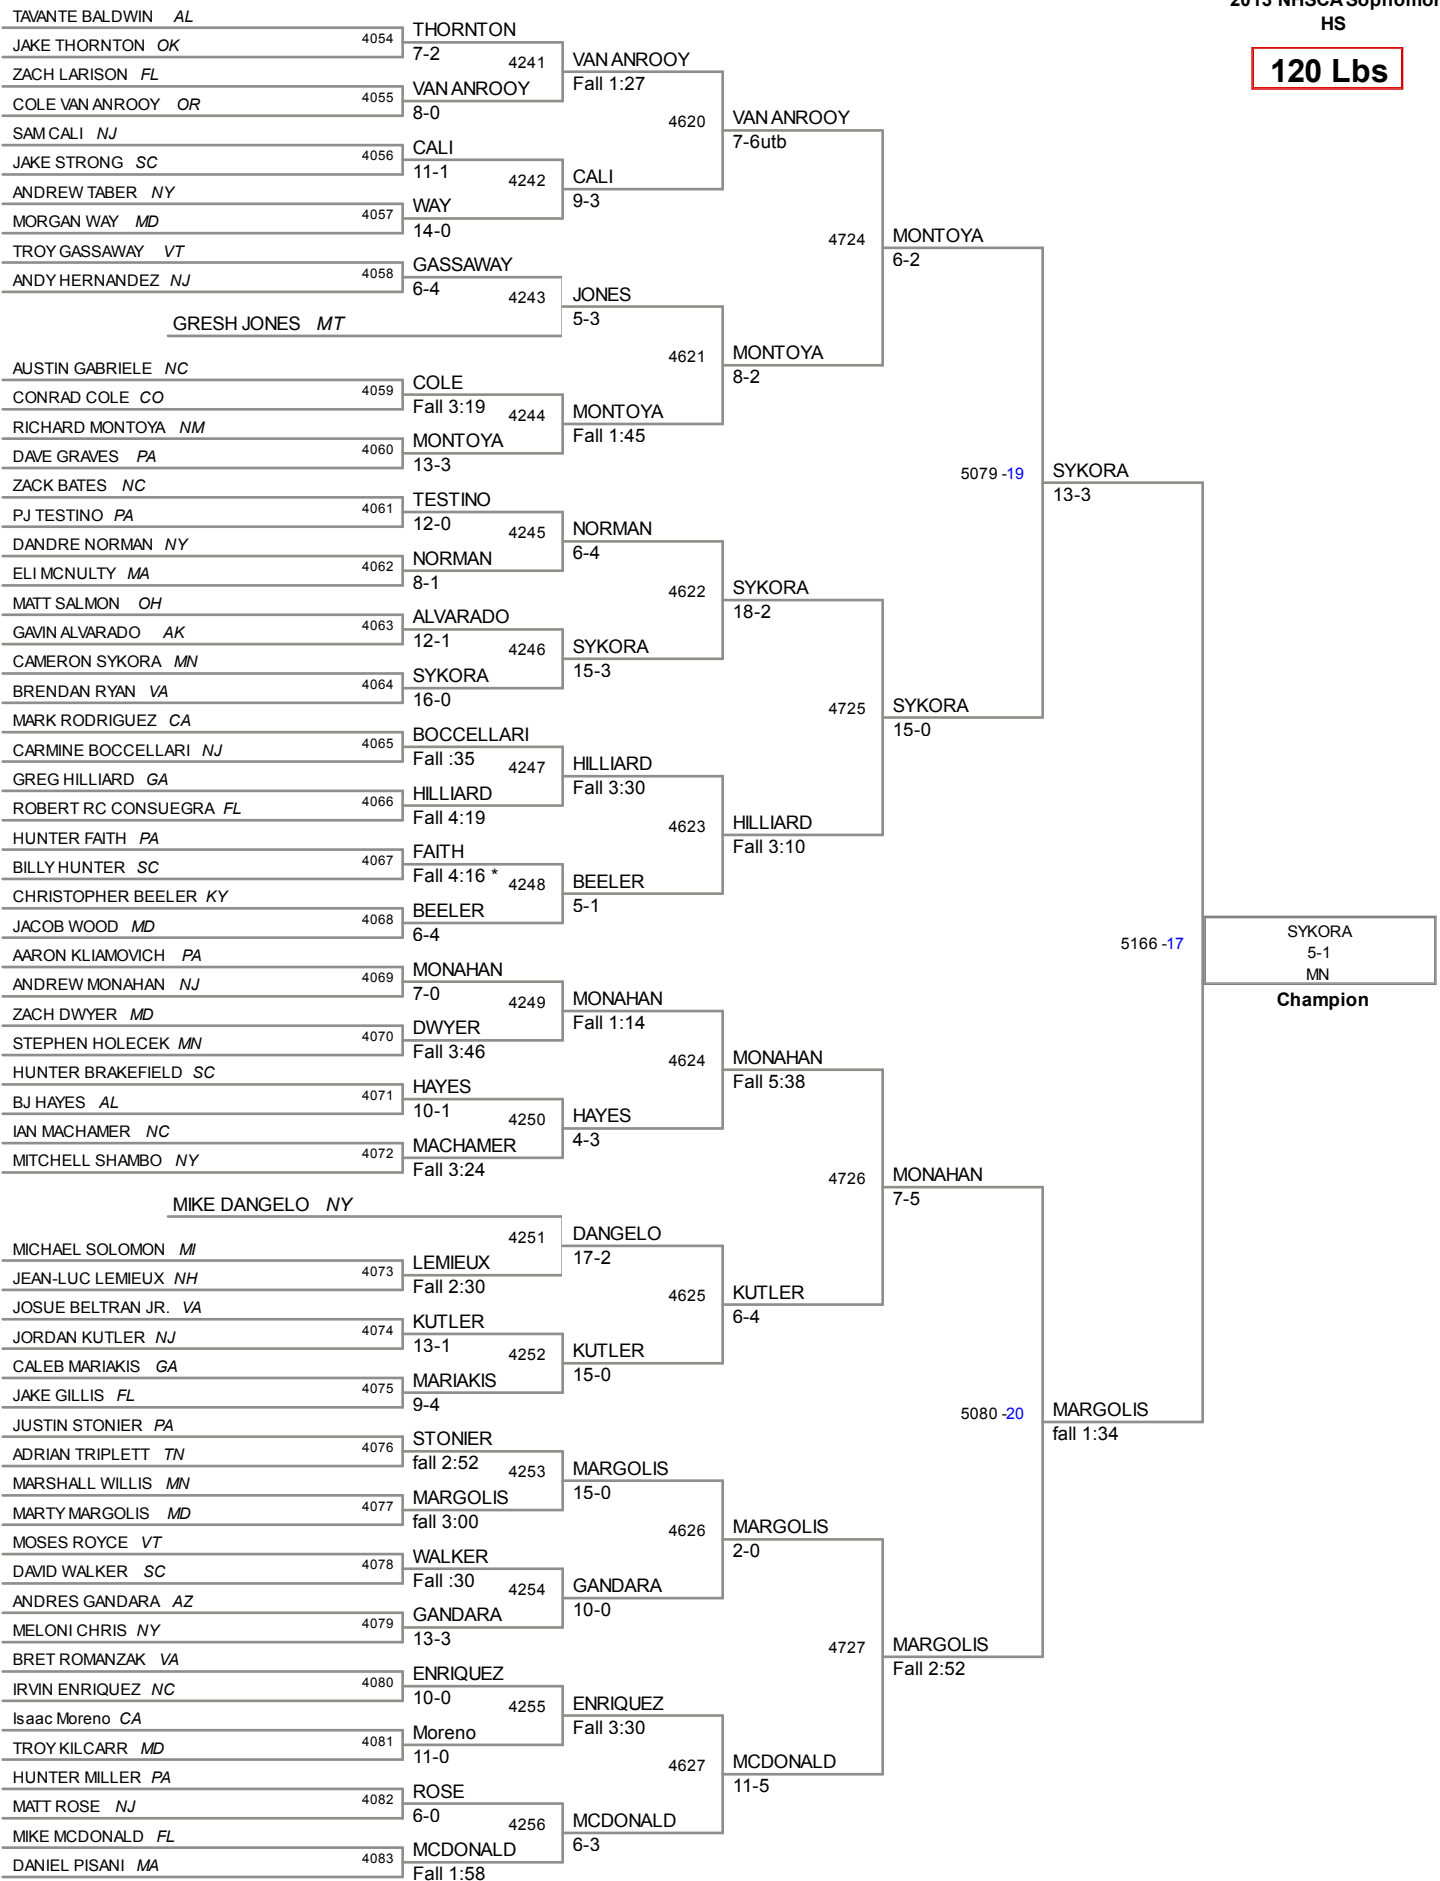 2013 NHSCA Sophomor
HS
120 Lbs
TAVANTE BALDWIN AL
JAKE THORNTON OK
ZACH LARISON FL
COLE VAN ANROOY OR
SAM CALI NJ
JAKE STRONG SC
ANDREW TABER NY
MORGAN WAY MD
TROY GASSAWAY VT
ANDY HERNANDEZ NJ
GRESH JONES MT
AUSTIN GABRIELE NC
CONRAD COLE CO
RICHARD MONTOYA NM
DAVE GRAVES PA
ZACK BATES NC
PJ TESTINO PA
DANDRE NORMAN NY
ELI MCNULTY MA
MATT SALMON OH
GAVIN ALVARADO AK
CAMERON SYKORA MN
BRENDAN RYAN VA
MARK RODRIGUEZ CA
CARMINE BOCCELLARI NJ
GREG HILLIARD GA
ROBERT RC CONSUEGRA FL
HUNTER FAITH PA
BILLY HUNTER SC
CHRISTOPHER BEELER KY
JACOB WOOD MD
AARON KLIAMOVICH PA
ANDREW MONAHAN NJ
ZACH DWYER MD
STEPHEN HOLECEK MN
HUNTER BRAKEFIELD SC
BJ HAYES AL
IAN MACHAMER NC
MITCHELL SHAMBO NY
MIKE DANGELO NY
MICHAEL SOLOMON MI
JEAN-LUC LEMIEUX NH
JOSUE BELTRAN JR. VA
JORDAN KUTLER NJ
CALEB MARIAKIS GA
JAKE GILLIS FL
JUSTIN STONIER PA
ADRIAN TRIPLETT TN
MARSHALL WILLIS MN
MARTY MARGOLIS MD
MOSES ROYCE VT
DAVID WALKER SC
ANDRES GANDARA AZ
MELONI CHRIS NY
BRET ROMANZAK VA
IRVIN ENRIQUEZ NC
Isaac Moreno CA
TROY KILCARR MD
HUNTER MILLER PA
MATT ROSE NJ
MIKE MCDONALD FL
DANIEL PISANI MA
4054 THORNTON
7-2
4055 VAN ANROOY
8-0
4056 CALI
11-1
4057 WAY
14-0
4058 GASSAWAY
6-4
4059 COLE
Fall 3:19
4060 MONTOYA
13-3
4061 TESTINO
12-0
4062 NORMAN
8-1
4063 ALVARADO
12-1
4064 SYKORA
16-0
4065 BOCCELLARI
Fall :35
4066 HILLIARD
Fall 4:19
4067 FAITH
Fall 4:16 *
4068 BEELER
6-4
4069 MONAHAN
7-0
4070 DWYER
Fall 3:46
4071 HAYES
10-1
4072 MACHAMER
Fall 3:24
4073 LEMIEUX
Fall 2:30
4074 KUTLER
13-1
4075 MARIAKIS
9-4
4076 STONIER
fall 2:52
4077 MARGOLIS
fall 3:00
4078 WALKER
Fall :30
4079 GANDARA
13-3
4080 ENRIQUEZ
10-0
4081 Moreno
11-0
4082 ROSE
6-0
4083 MCDONALD
Fall 1:58
4241 VAN ANROOY
Fall 1:27
4242 CALI
9-3
4243 JONES
5-3
4244 MONTOYA
Fall 1:45
4245 NORMAN
6-4
4246 SYKORA
15-3
4247 HILLIARD
Fall 3:30
4248 BEELER
5-1
4249 MONAHAN
Fall 1:14
4250 HAYES
4-3
4251 DANGELO
17-2
4252 KUTLER
15-0
4253 MARGOLIS
15-0
4254 GANDARA
10-0
4255 ENRIQUEZ
Fall 3:30
4256 MCDONALD
6-3
4620 VAN ANROOY
7-6utb
4621 MONTOYA
8-2
4622 SYKORA
18-2
4623 HILLIARD
Fall 3:10
4624 MONAHAN
Fall 5:38
4625 KUTLER
6-4
4626 MARGOLIS
2-0
4627 MCDONALD
11-5
4724 MONTOYA
6-2
4725 SYKORA
15-0
4726 MONAHAN
7-5
4727 MARGOLIS
Fall 2:52
5079 -19 SYKORA
13-3
5080 -20 MARGOLIS
fall 1:34
5166 -17 SYKORA
5-1
MN
Champion